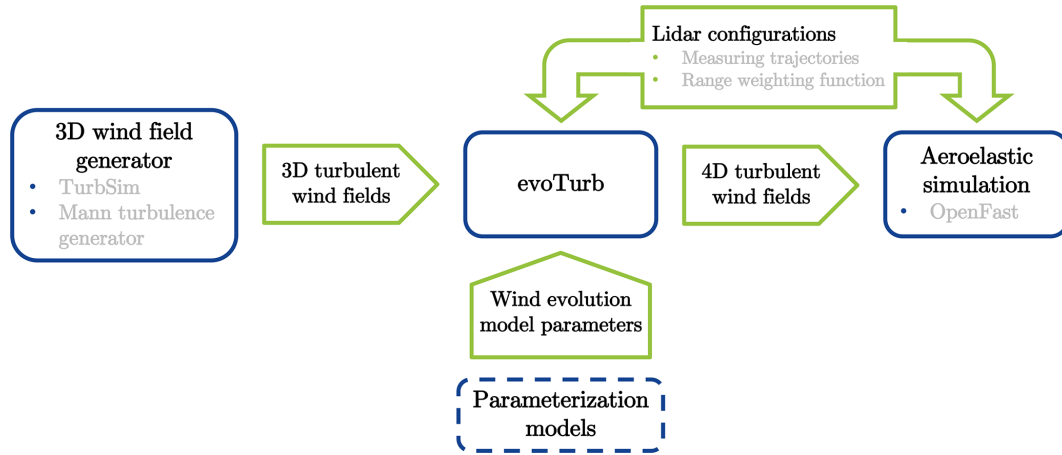 Lidar configurations
• Measuring trajectories
• Range weighting function
3D wind field
generator
• TurbSim
• Mann turbulence
generator
3D turbulent
wind fields
evoTurb
4D turbulent
wind fields
Aeroelastic
simulation
• OpenFast
Wind evolution
model parameters
Parameterization
models